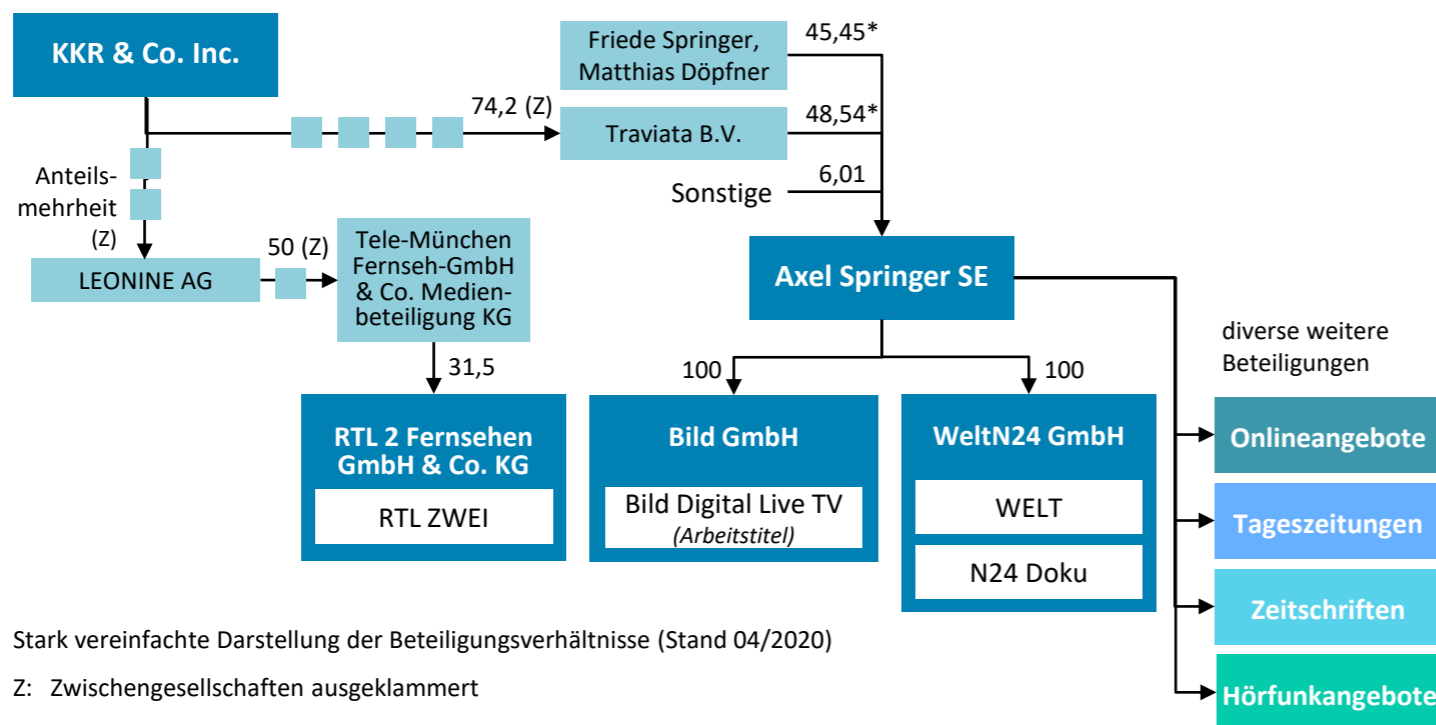 KKR & Co. Inc.
Friede Springer,
Matthias Döpfner
45,45*
74,2 (Z)
Traviata B.V.
48,54*
Sonstige
6,01
Anteils-
mehrheit
(Z)
LEONINE AG
50 (Z)
Tele-München
Fernseh-GmbH
& Co. Medien-
beteiligung KG
Axel Springer SE
31,5
100
100
diverse weitere
Beteiligungen
RTL 2 Fernsehen
GmbH & Co. KG
RTL ZWEI
Bild GmbH
Bild Digital Live TV
(Arbeitstitel)
WeltN24 GmbH
WELT
N24 Doku
Onlineangebote
Tageszeitungen
Zeitschriften
Hörfunkangebote
Stark vereinfachte Darstellung der Beteiligungsverhältnisse (Stand 04/2020)
Z: Zwischengesellschaften ausgeklammert